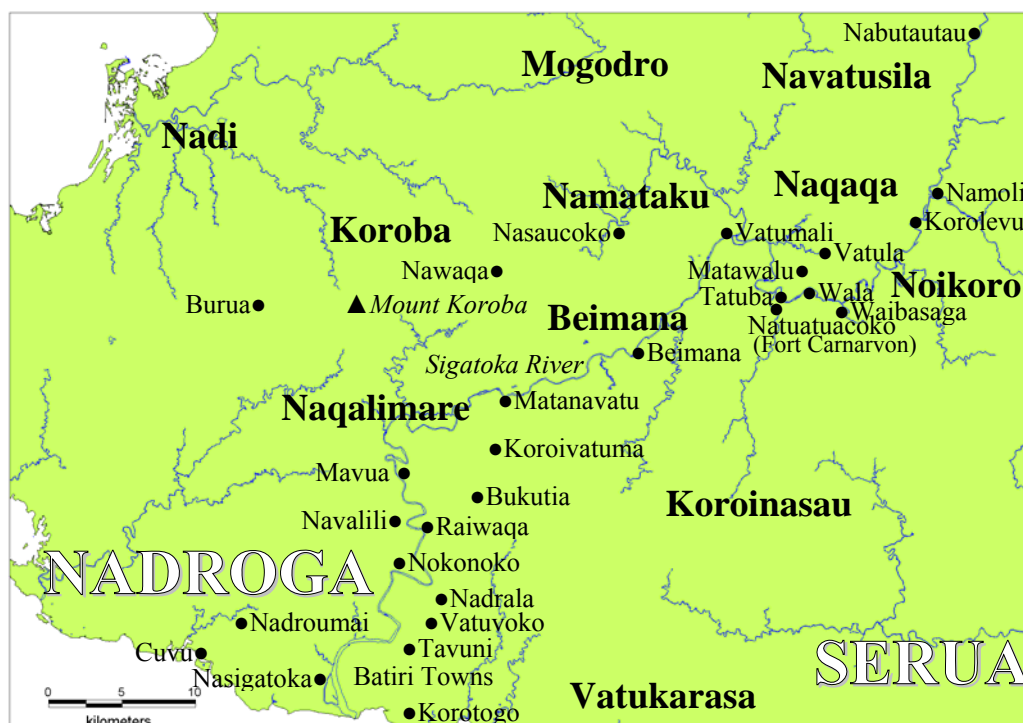 Nabutautau
Mogodro
Navatusila
Nadi
Naqaqa
Namataku
Namoli
Koroba
Nasaucoko
Vatumali
Korolevu
Vatula
Nawaqa
Matawalu
Noikoro
Burua
Mount Koroba
Tatuba
Wala
Waibasaga
Beimana
Natuatuacoko
(Fort Carnarvon)
Sigatoka River
Beimana
Naqalimare
Matanavatu
Koroivatuma
Mavua
Bukutia
Koroinasau
Navalili
Raiwaqa
NADROGA
Nokonoko
Nadrala
Nadroumai
Vatuvoko
Cuvu
Tavuni
SERUA
Nasigatoka
Batiri Towns
Vatukarasa
0 5 10
kilometers
Korotogo